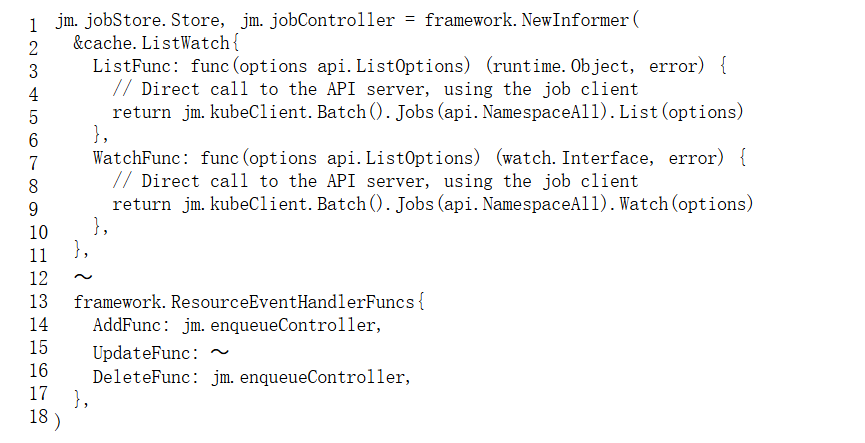 1 jm.jobStore.Store, jm.jobController = framework.NewInformer(
2 &cache.ListWatch{
3 ListFunc: func(options api.ListOptions) (runtime.Object, error) {
4 // Direct call to the API server, using the job client
5 return jm.kubeClient.Batch().Jobs(api.NamespaceAll).List(options)
6 },
7 WatchFunc: func(options api.ListOptions) (watch.Interface, error) {
8 // Direct call to the API server, using the job client
9 return jm.kubeClient.Batch().Jobs(api.NamespaceAll).Watch(options)
10 },
11 },
12 ～
13 framework.ResourceEventHandlerFuncs{
14 AddFunc: jm.enqueueController,
15 UpdateFunc: ～
16 DeleteFunc: jm.enqueueController,
17 },
18 )